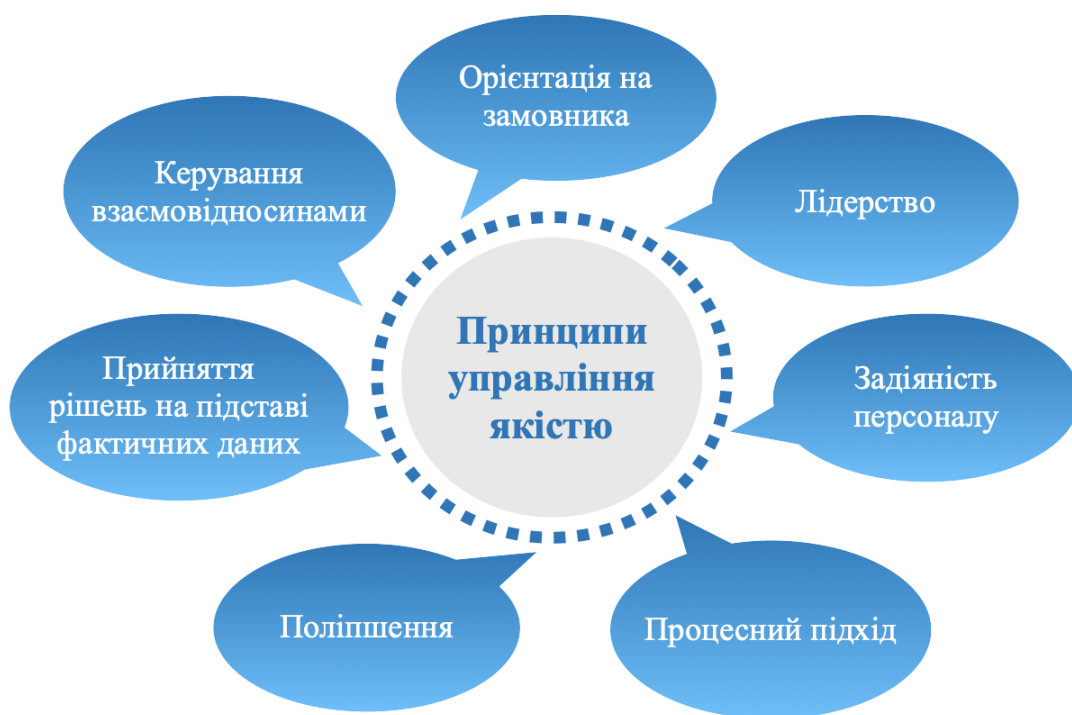 Орієнтація на
замовника
Керування
взаємовідносинами
Лідерство
Принципи
управління
якістю
Прийняття
рішень на підставі
фактичних даних
Задіяність
персоналу
Поліпшення
Процесний підхід